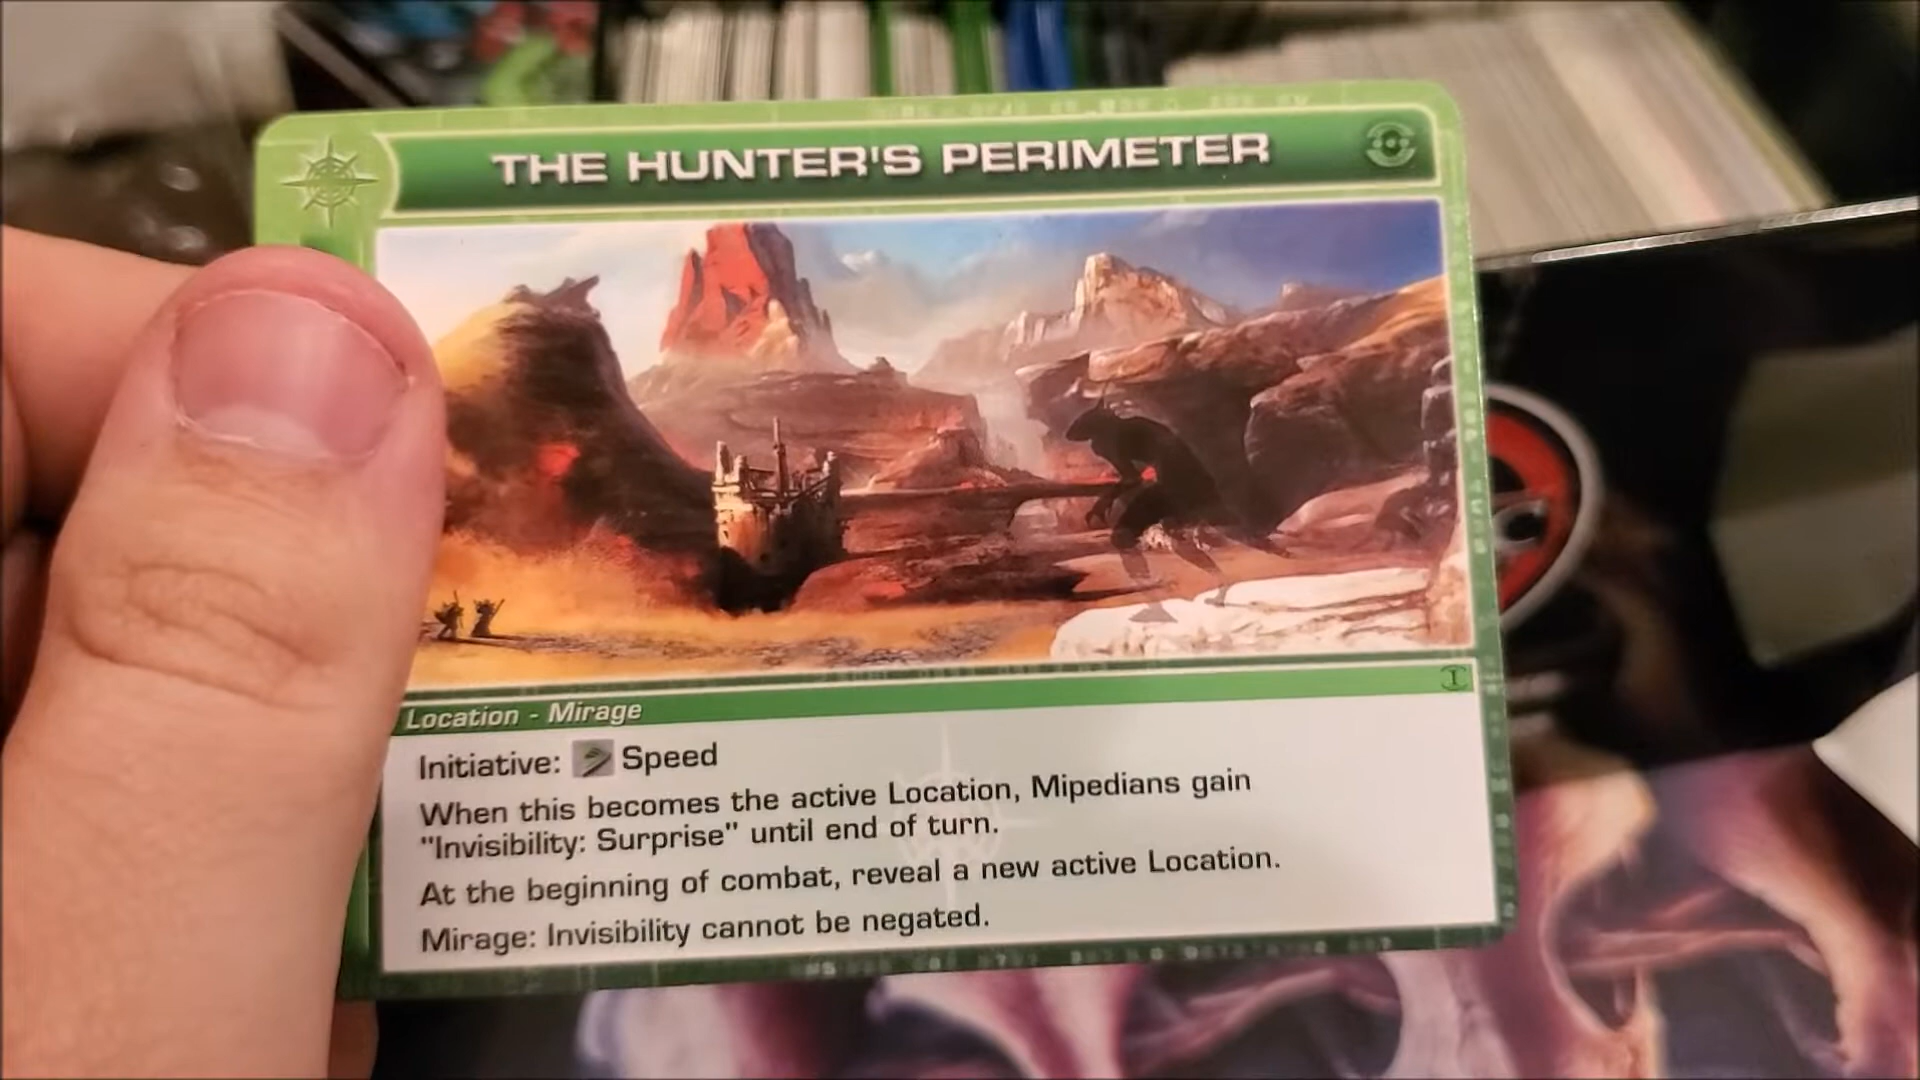 THE HUNTER'S PERIMETER
Location - Mirage
Initiative: Speed
When this becomes the active Location, Mipedians gain
"Invisibility: Surprise" until end of turn.
At the beginning of combat, reveal a new active Location.
Mirage: Invisibility cannot be negated.